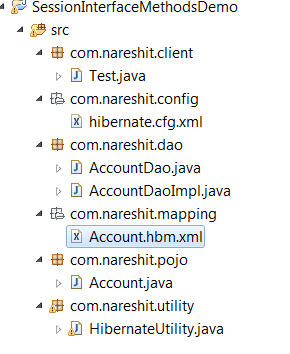 SessionInterfaceMethodsDemo
src
com.nareshit.client
Test.java
com.nareshit.config
hibernate.cfg.xml
com.nareshit.dao
AccountDao.java
AccountDaoImpl.java
com.nareshit.mapping
Account.hbm.xml
com.nareshit.pojo
Account.java
com.nareshit.utility
HibernateUtility.java